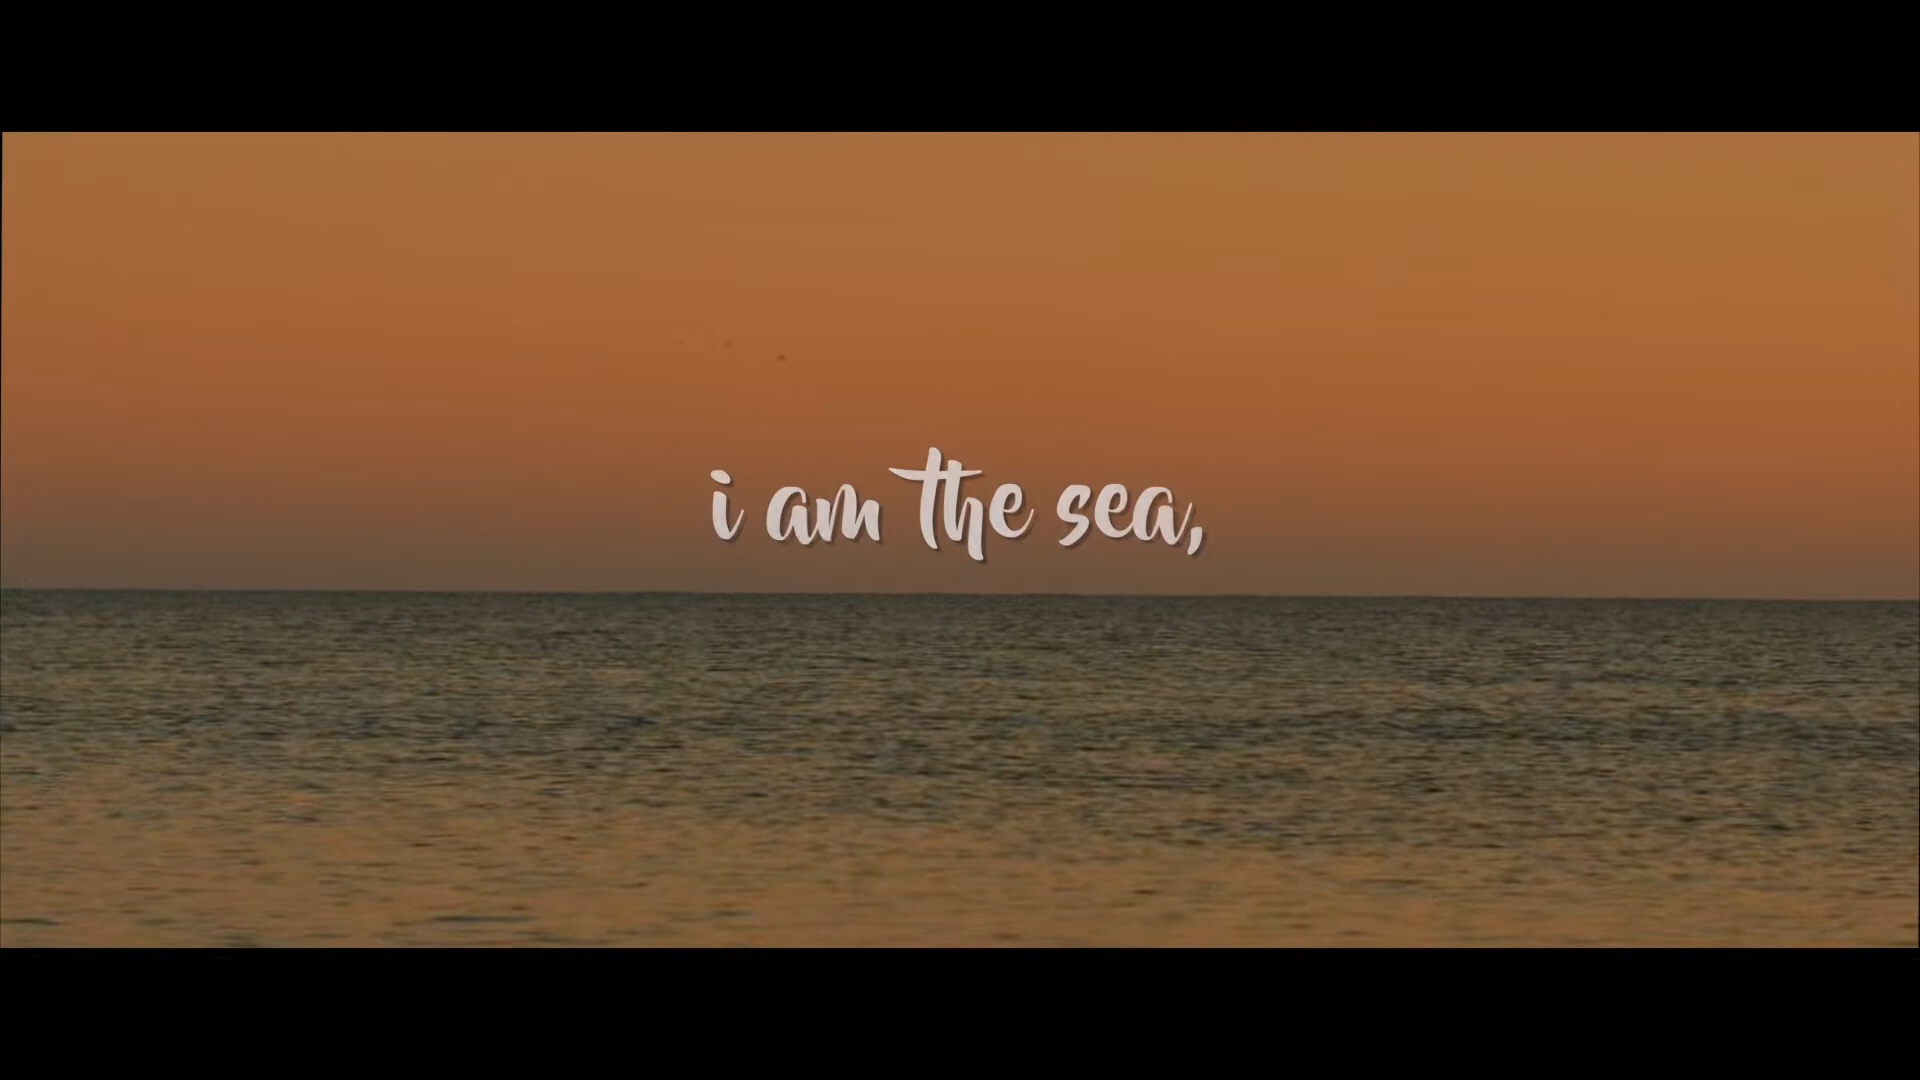 i am the sea,